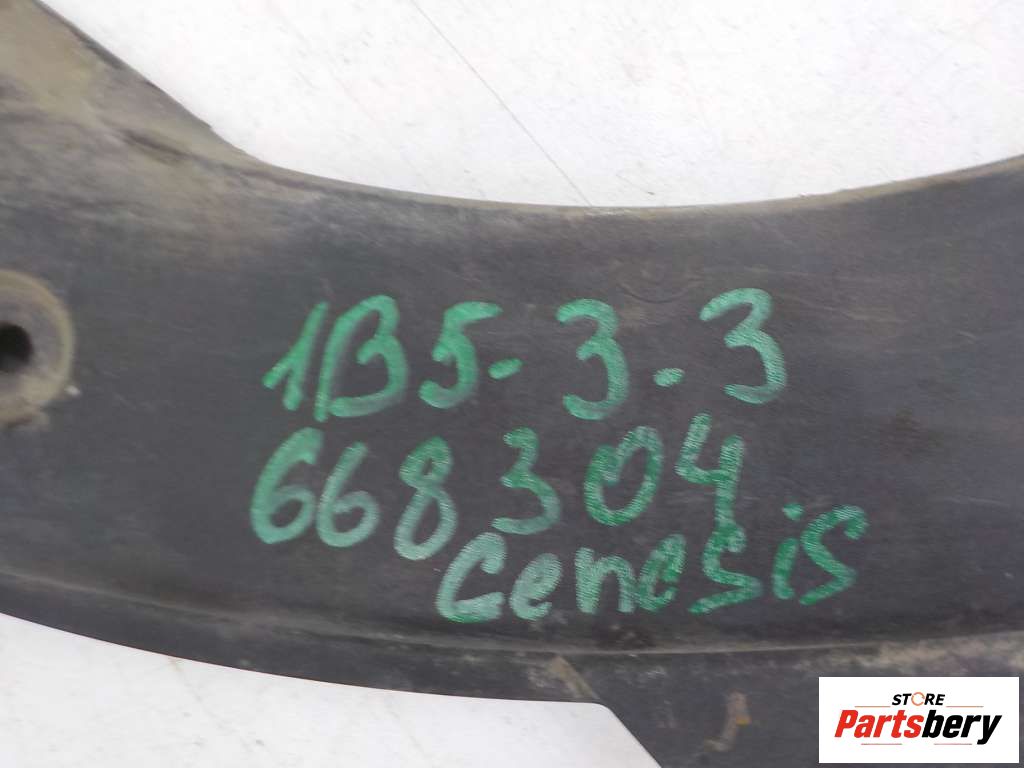 1B5-3-3
668304
Genesis
STORE
Partsbery